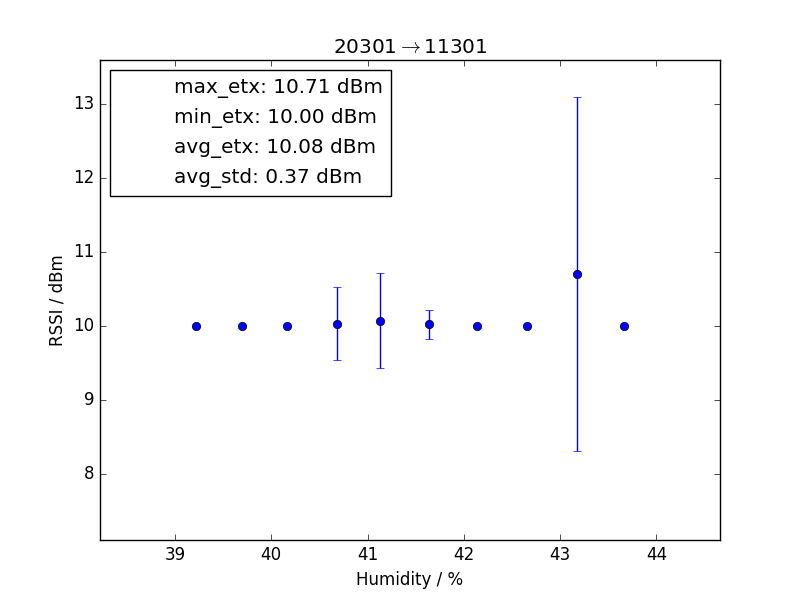 20301→11301
max_etx: 10.71 dBm
min_etx: 10.00 dBm
avg_etx: 10.08 dBm
avg_std: 0.37 dBm
RSSI / dBm
13
12
11
10
9
8
39 40 41 42 43 44
Humidity / %